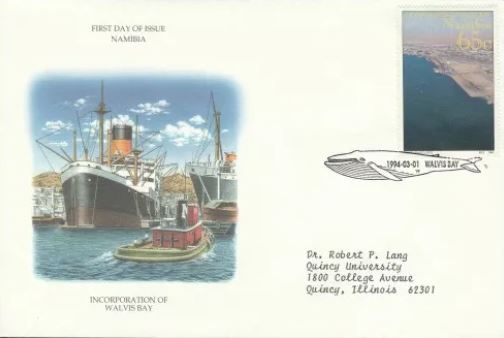 FIRST DAY OF ISSUE
NAMIBIA
65c
1994-03-01 WALVIS BAY
Dr. Robert P. Lang
Quincy University
1800 College Avenue
Quincy, Illinois 62301
INCORPORATION OF
WALVIS BAY